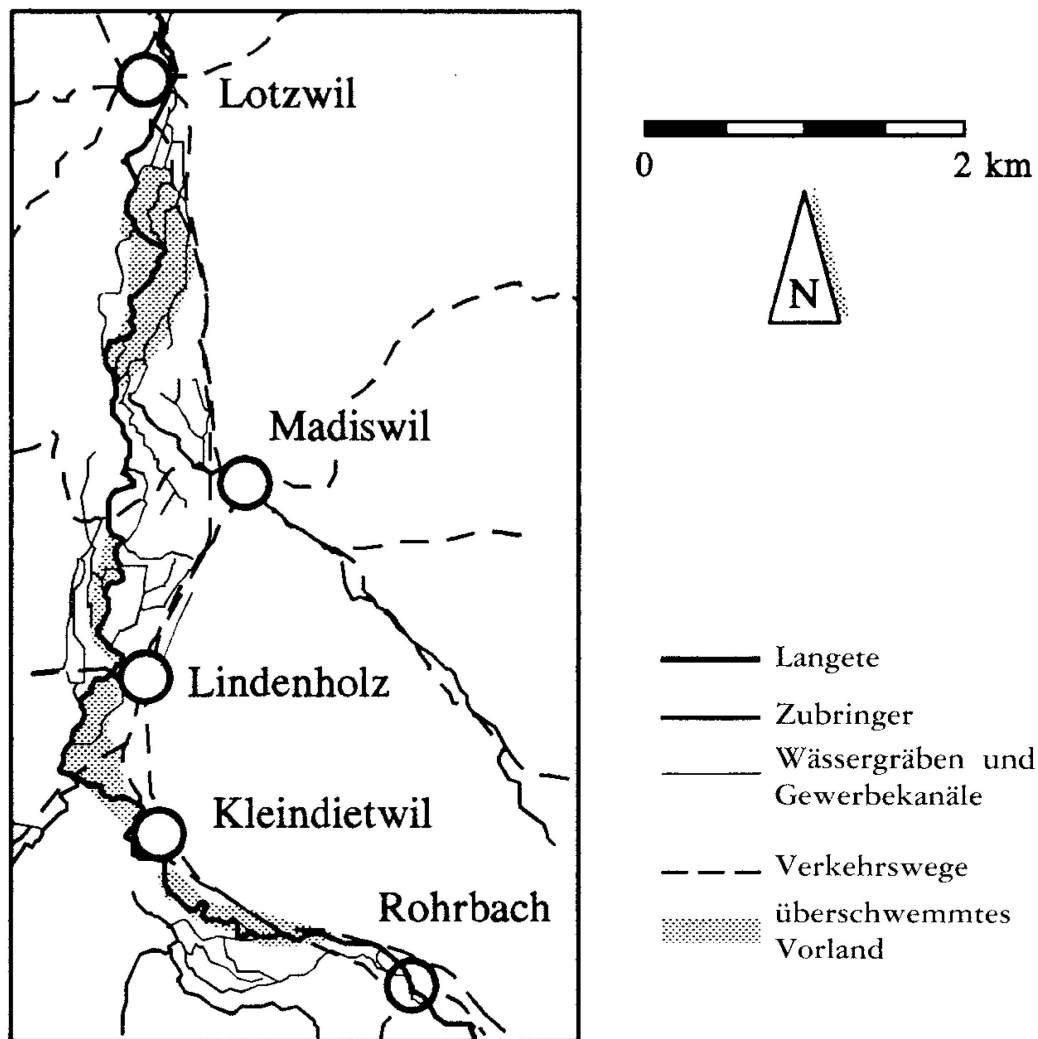 Lotzwil
0 2 km
N
Madiswil
Lindenholz
Kleindietwil
Rohrbach
Langete
Zubringer
Wässergräben und
Gewerbekanäle
Verkehrswege
überschwemmtes
Vorland